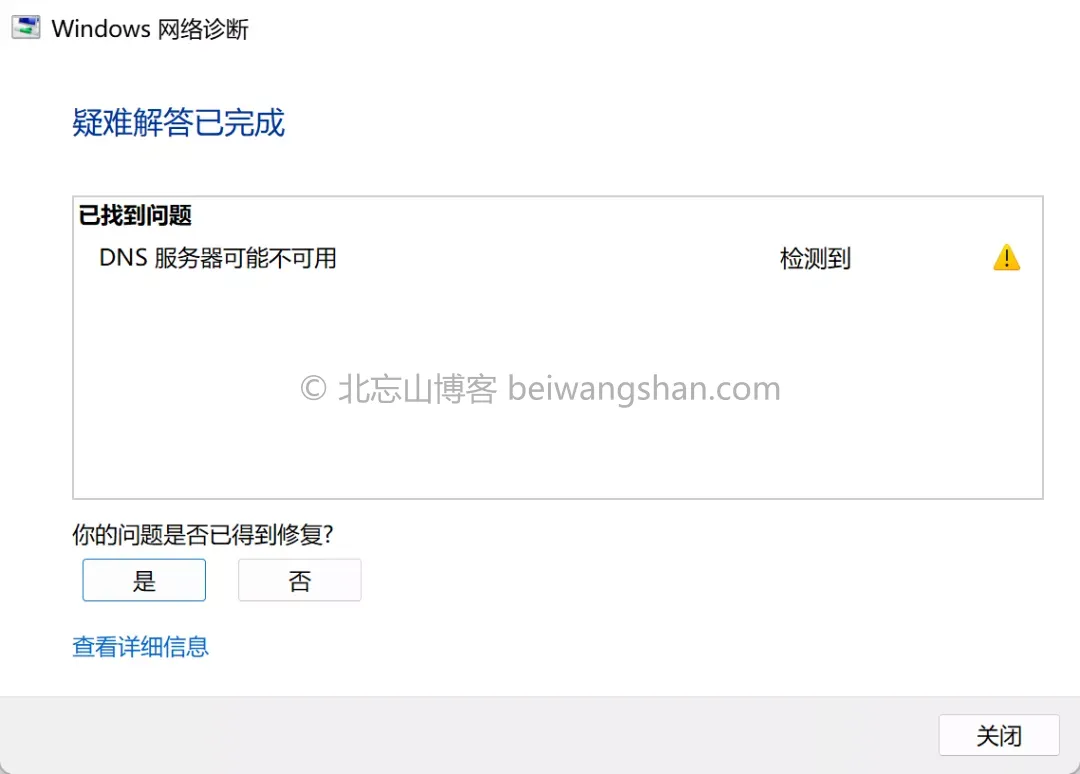 Windows 网络诊断
疑难解答已完成
已找到问题
DNS 服务器可能不可用 检测到
© 北忘山博客 beiwangshan.com
你的问题是否已得到修复?
是 否
查看详细信息
关闭